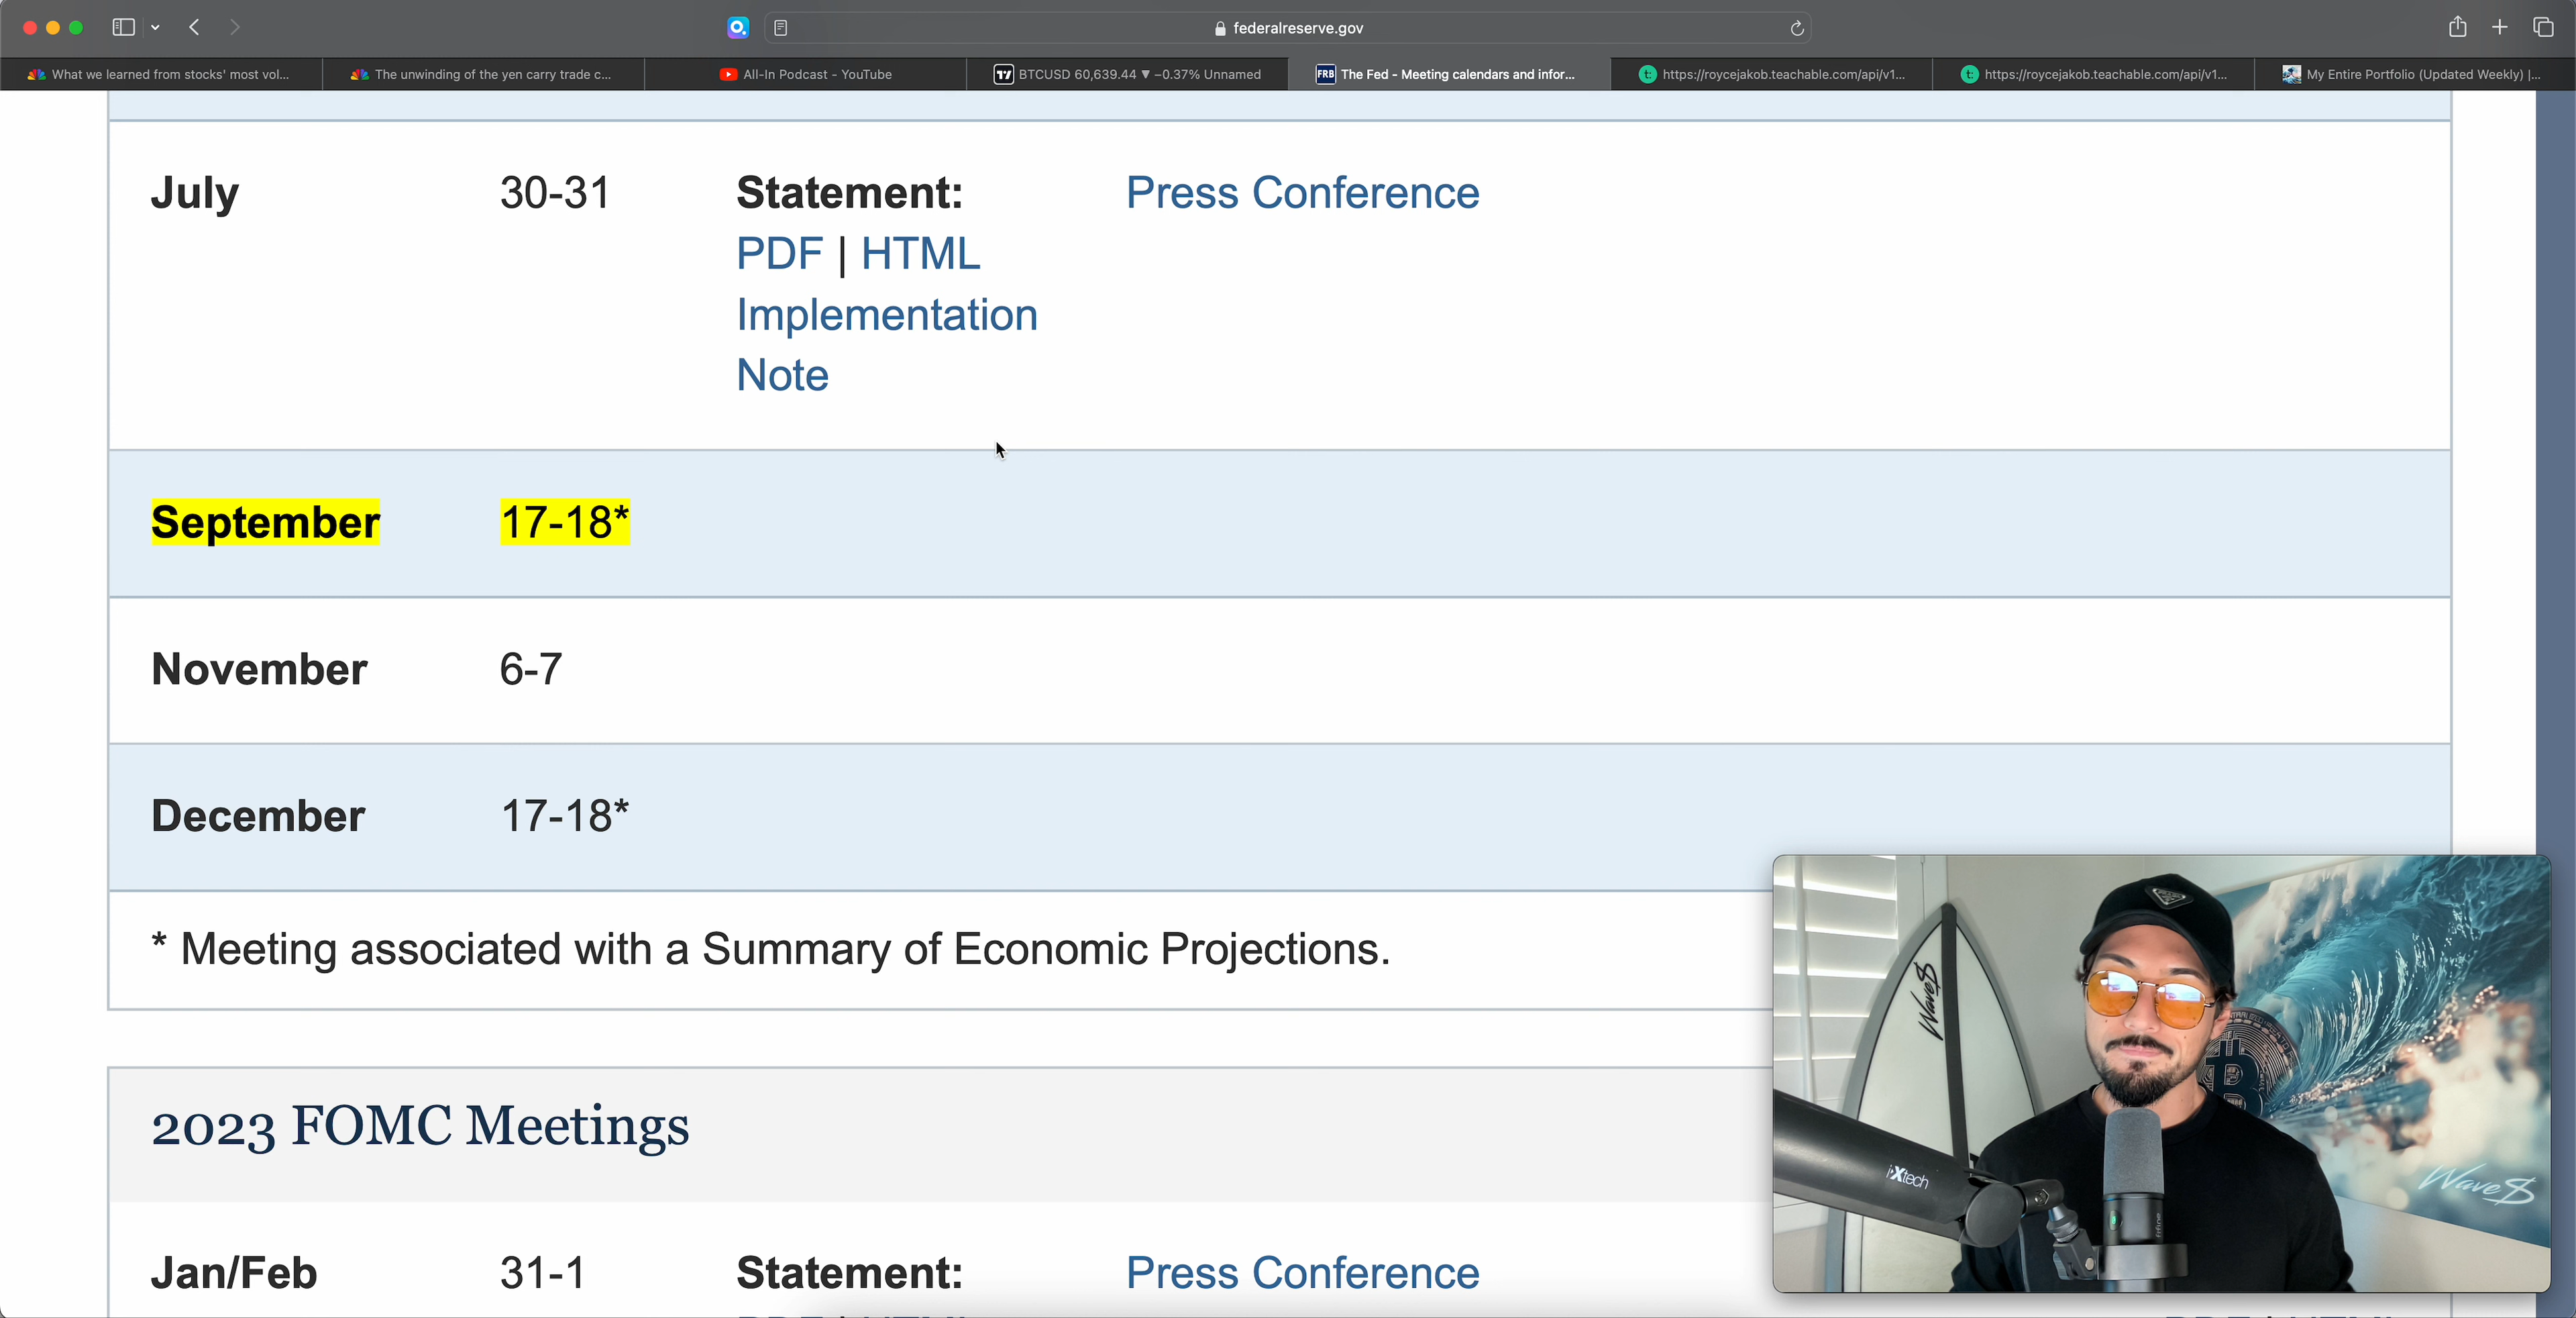 federalreserve.gov
What we learned from stocks' most vol...
The unwinding of the yen carry trade c...
All-In Podcast - YouTube
BTCUSD 60,639.44 ▼ −0.37% Unnamed
FRB The Fed - Meeting calendars and infor...
https://roycejakob.teachable.com/api/v1...
https://roycejakob.teachable.com/api/v1...
My Entire Portfolio (Updated Weekly) |...
July 30-31 Statement: Press Conference
PDF | HTML
Implementation
Note
September 17-18*
November 6-7
December 17-18*
* Meeting associated with a Summary of Economic Projections.
2023 FOMC Meetings
Jan/Feb 31-1 Statement: Press Conference
Wave$
iXtech
Wave$